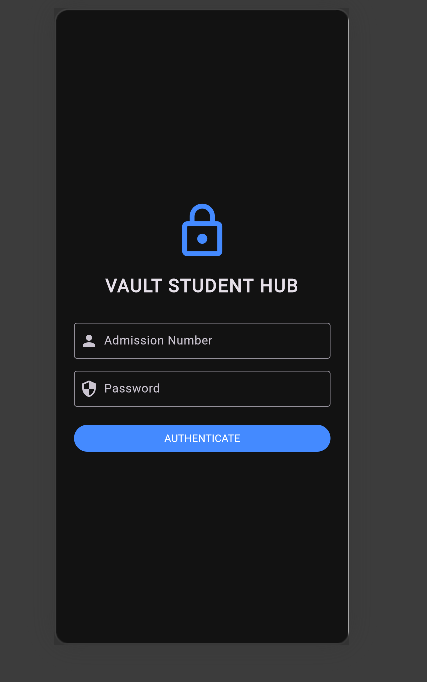 VAULT STUDENT HUB
Admission Number
Password
AUTHENTICATE